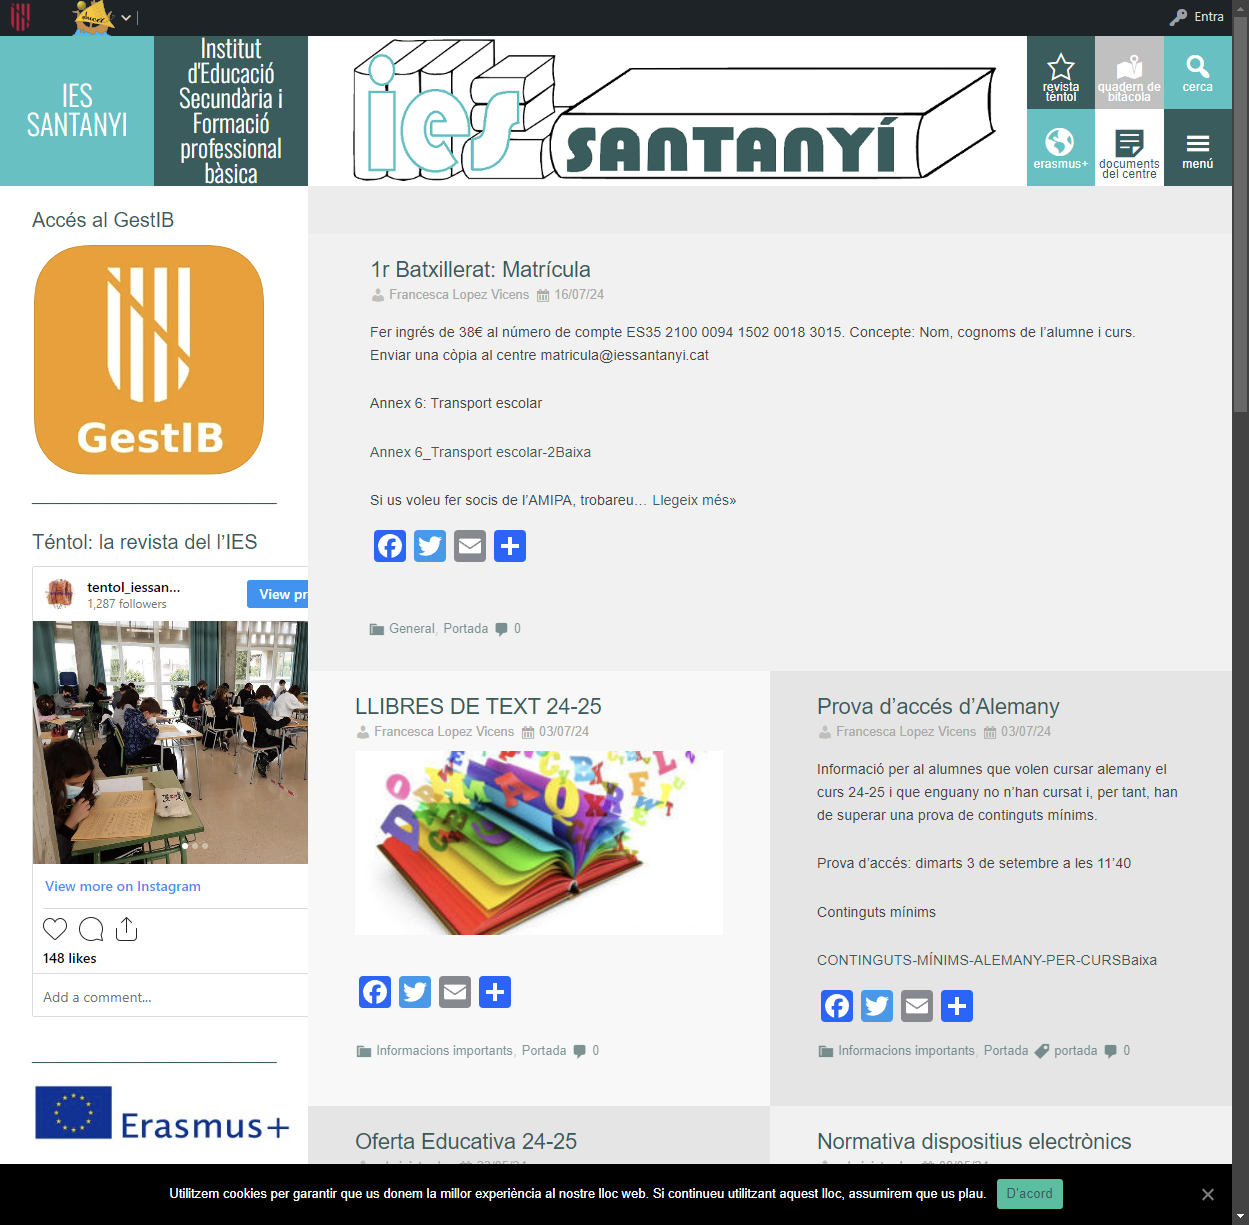 Entra
IES
SANTANYI
Institut
d'Educació
Secundària i
Formació
professional
bàsica
ies SANTANYÍ
revista
téntol
quadern de
bitàcola
cerca
erasmus+
documents
del centre
menú
Accés al GestIB
GestIB
Téntol: la revista del l’IES
tentol_iessan...
1,287 followers
View pr
View more on Instagram
148 likes
Add a comment...
Erasmus+
1r Batxillerat: Matrícula
Francesca Lopez Vicens 16/07/24
Fer ingrés de 38€ al número de compte ES35 2100 0094 1502 0018 3015. Concepte: Nom, cognoms de l’alumne i curs.
Enviar una còpia al centre matricula@iessantanyi.cat
Annex 6: Transport escolar
Annex 6_Transport escolar-2Baixa
Si us voleu fer socis de l’AMIPA, trobareu… Llegeix més»
General, Portada 0
LLIBRES DE TEXT 24-25
Francesca Lopez Vicens 03/07/24
Informacions importants, Portada 0
Prova d’accés d’Alemany
Francesca Lopez Vicens 03/07/24
Informació per al alumnes que volen cursar alemany el
curs 24-25 i que enguany no n’han cursat i, per tant, han
de superar una prova de continguts mínims.
Prova d’accés: dimarts 3 de setembre a les 11’40
Continguts mínims
CONTINGUTS-MÍNIMS-ALEMANY-PER-CURSBaixa
Informacions importants, Portada portada 0
Oferta Educativa 24-25
Normativa dispositius electrònics
Utilitzem cookies per garantir que us donem la millor experiència al nostre lloc web. Si continueu utilitzant aquest lloc, assumirem que us plau. D'acord